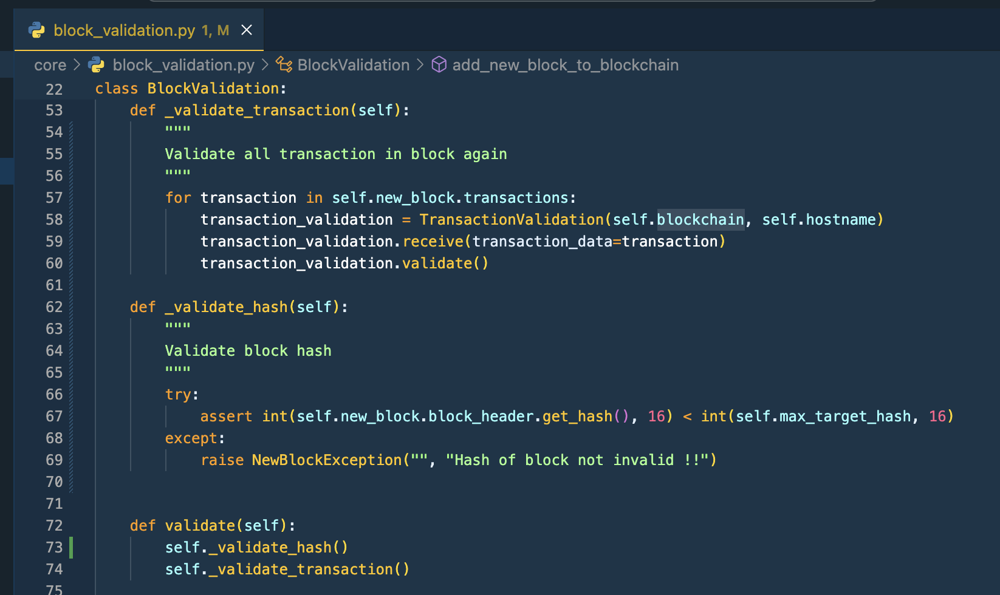 block_validation.py 1, M
core > block_validation.py > BlockValidation > add_new_block_to_blockchain
22 class BlockValidation:
53     def _validate_transaction(self):
54         """
55         Validate all transaction in block again
56         """
57         for transaction in self.new_block.transactions:
58             transaction_validation = TransactionValidation(self.blockchain, self.hostname)
59             transaction_validation.receive(transaction_data=transaction)
60             transaction_validation.validate()
61
62     def _validate_hash(self):
63         """
64         Validate block hash
65         """
66         try:
67             assert int(self.new_block.block_header.get_hash(), 16) < int(self.max_target_hash, 16)
68         except:
69             raise NewBlockException("", "Hash of block not invalid !!")
70
71
72     def validate(self):
73         self._validate_hash()
74         self._validate_transaction()
75